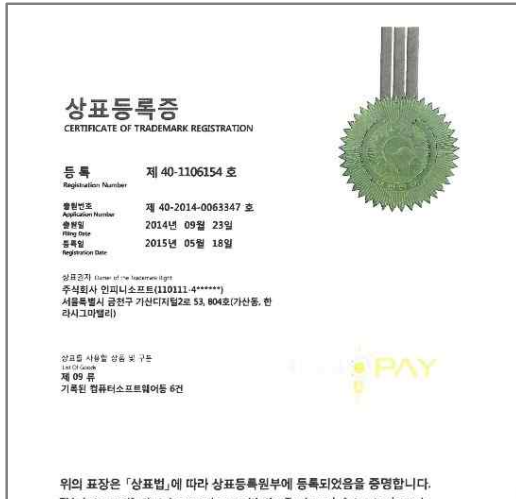 상표등록증
CERTIFICATE OF TRADEMARK REGISTRATION
등 록 제 40-1106154 호
Registration Number
출원번호 제 40-2014-0063347 호
Application Number
출원일 2014년 09월 23일
Filing Date
등록일 2015년 05월 18일
Registration Date
상표권자 Owner of the Trademark Right
주식회사 인피니소프트(110111-4******)
서울특별시 금천구 가산디지털2로 53, 804호(가산동, 한
라시그마밸리)
상표를 사용할 상품 및 구분
List Of Goods
제 09 류
기록된 컴퓨터소프트웨어등 6건
PAY
위의 표장은 「상표법」에 따라 상표등록원부에 등록되었음을 증명합니다.